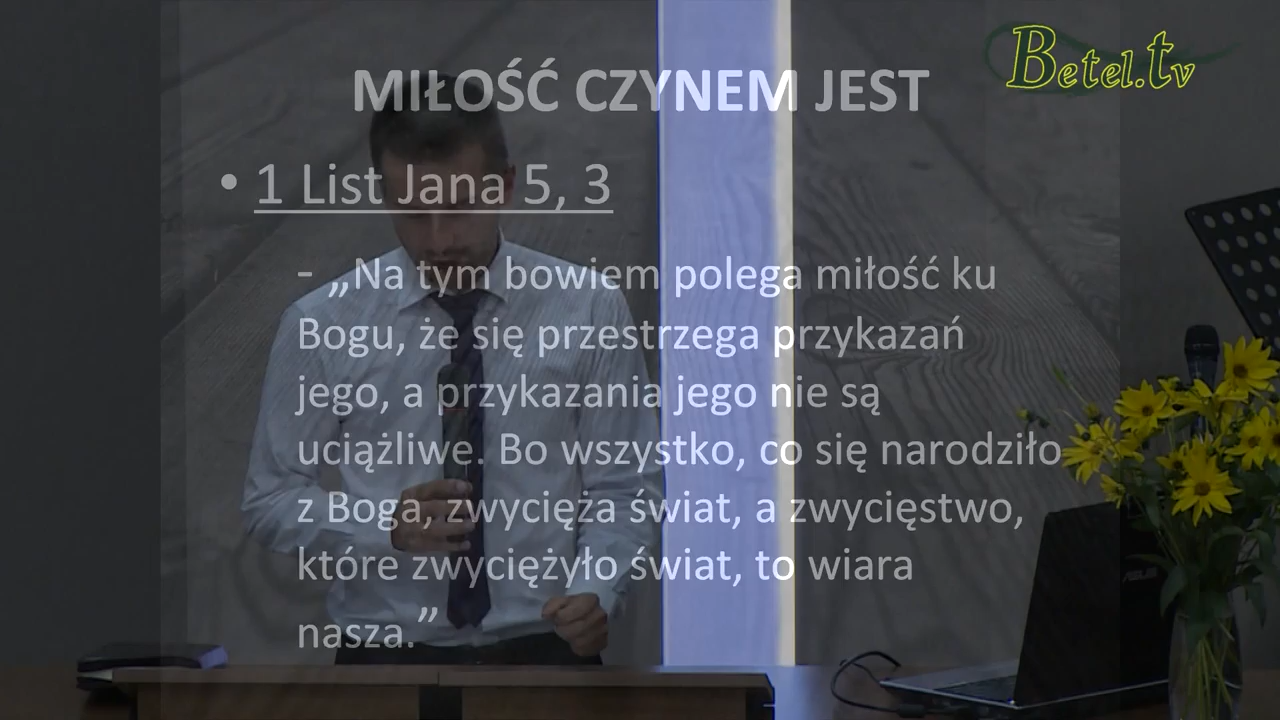 Betel.tv
MIŁOŚĆ CZYNEM JEST
• 1 List Jana 5, 3
- „Na tym bowiem polega miłość ku
Bogu, że się przestrzega przykazań
jego, a przykazania jego nie są
uciążliwe. Bo wszystko, co się narodziło
z Boga, zwycięża świat, a zwycięstwo,
które zwyciężyło świat, to wiara
nasza.”
ASUS